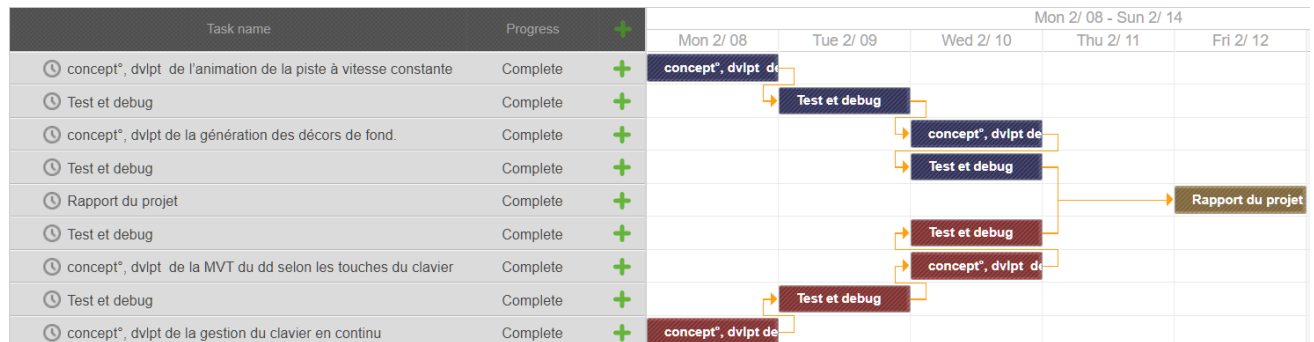 Task name Progress Mon 2/ 08 - Sun 2/ 14
Mon 2/ 08 Tue 2/ 09 Wed 2/ 10 Thu 2/ 11 Fri 2/ 12
concept°, dvlpt de l'animation de la piste à vitesse constante Complete concept°, dvlpt de
Test et debug Complete Test et debug
concept°, dvlpt de la génération des décors de fond. Complete concept°, dvlpt de
Test et debug Complete Test et debug
Rapport du projet Complete Rapport du projet
Test et debug Complete Test et debug
concept°, dvlpt de la MVT du dd selon les touches du clavier Complete concept°, dvlpt de
Test et debug Complete Test et debug
concept°, dvlpt de la gestion du clavier en continu Complete concept°, dvlpt de